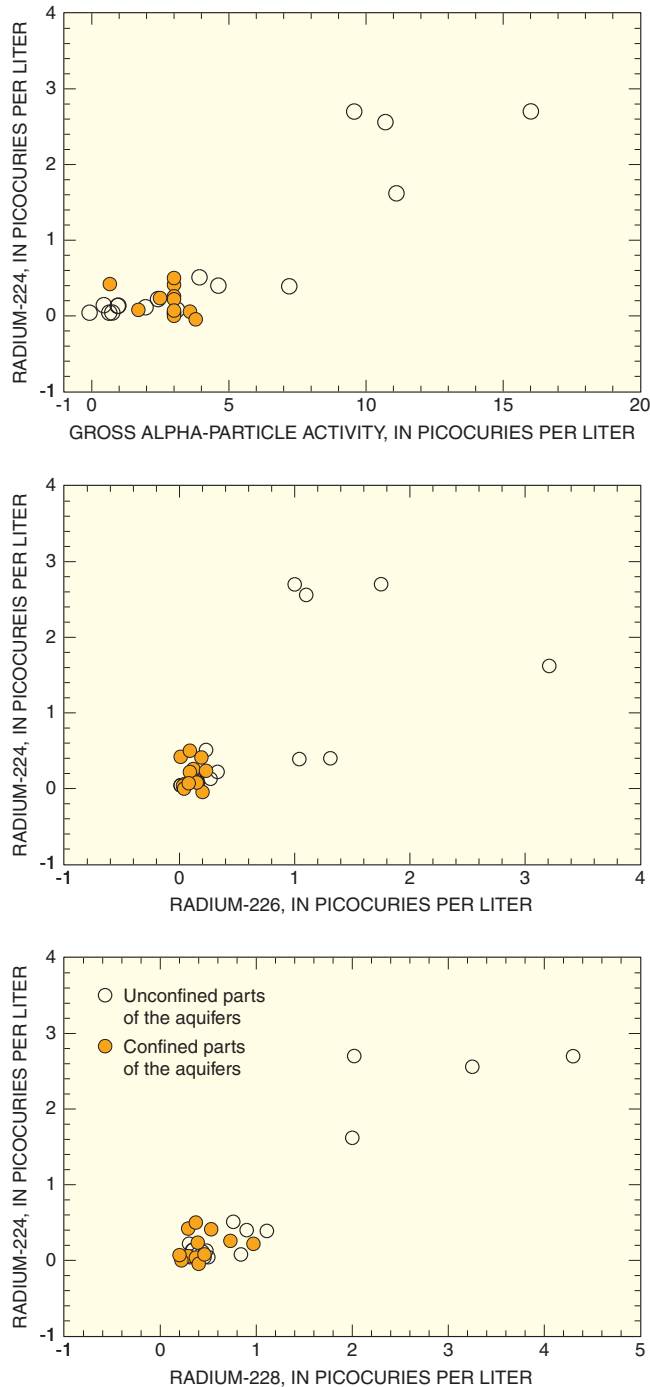 4
3
2
1
0
-1
RADIUM-224, IN PICOCURIES PER LITER
-1 0 5 10 15 20
GROSS ALPHA-PARTICLE ACTIVITY, IN PICOCURIES PER LITER
4
3
2
1
0
-1
RADIUM-224, IN PICOCUREIS PER LITER
-1 0 1 2 3 4
RADIUM-226, IN PICOCURIES PER LITER
4
3
2
1
0
-1
RADIUM-224, IN PICOCURIES PER LITER
Unconfined parts
of the aquifers
Confined parts
of the aquifers
-1 0 1 2 3 4 5
RADIUM-228, IN PICOCURIES PER LITER